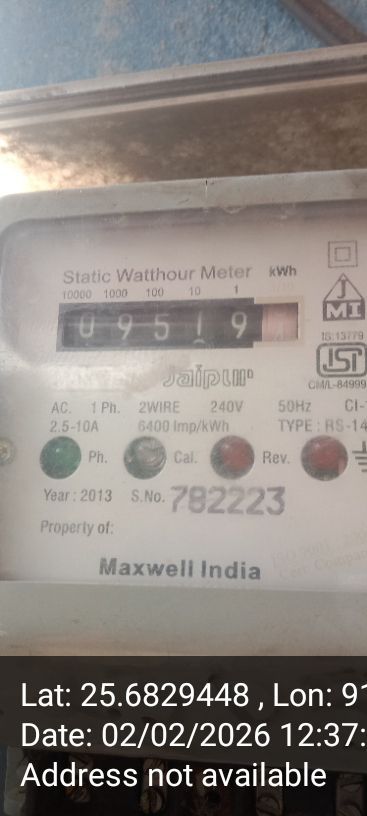 Static Watthour Meter kWh
10000 1000 100 10 1
0 9 5 1 9
MI
IS:13779
Jaipur
CM/L-84999
AC. 1 Ph. 2WIRE 240V 50Hz
2.5-10A 6400 Imp/kWh TYPE : RS-14
Ph. Cal. Rev.
Year : 2013 S.No. 782223
Property of:
Maxwell India
Lat: 25.6829448 , Lon: 91
Date: 02/02/2026 12:37:
Address not available